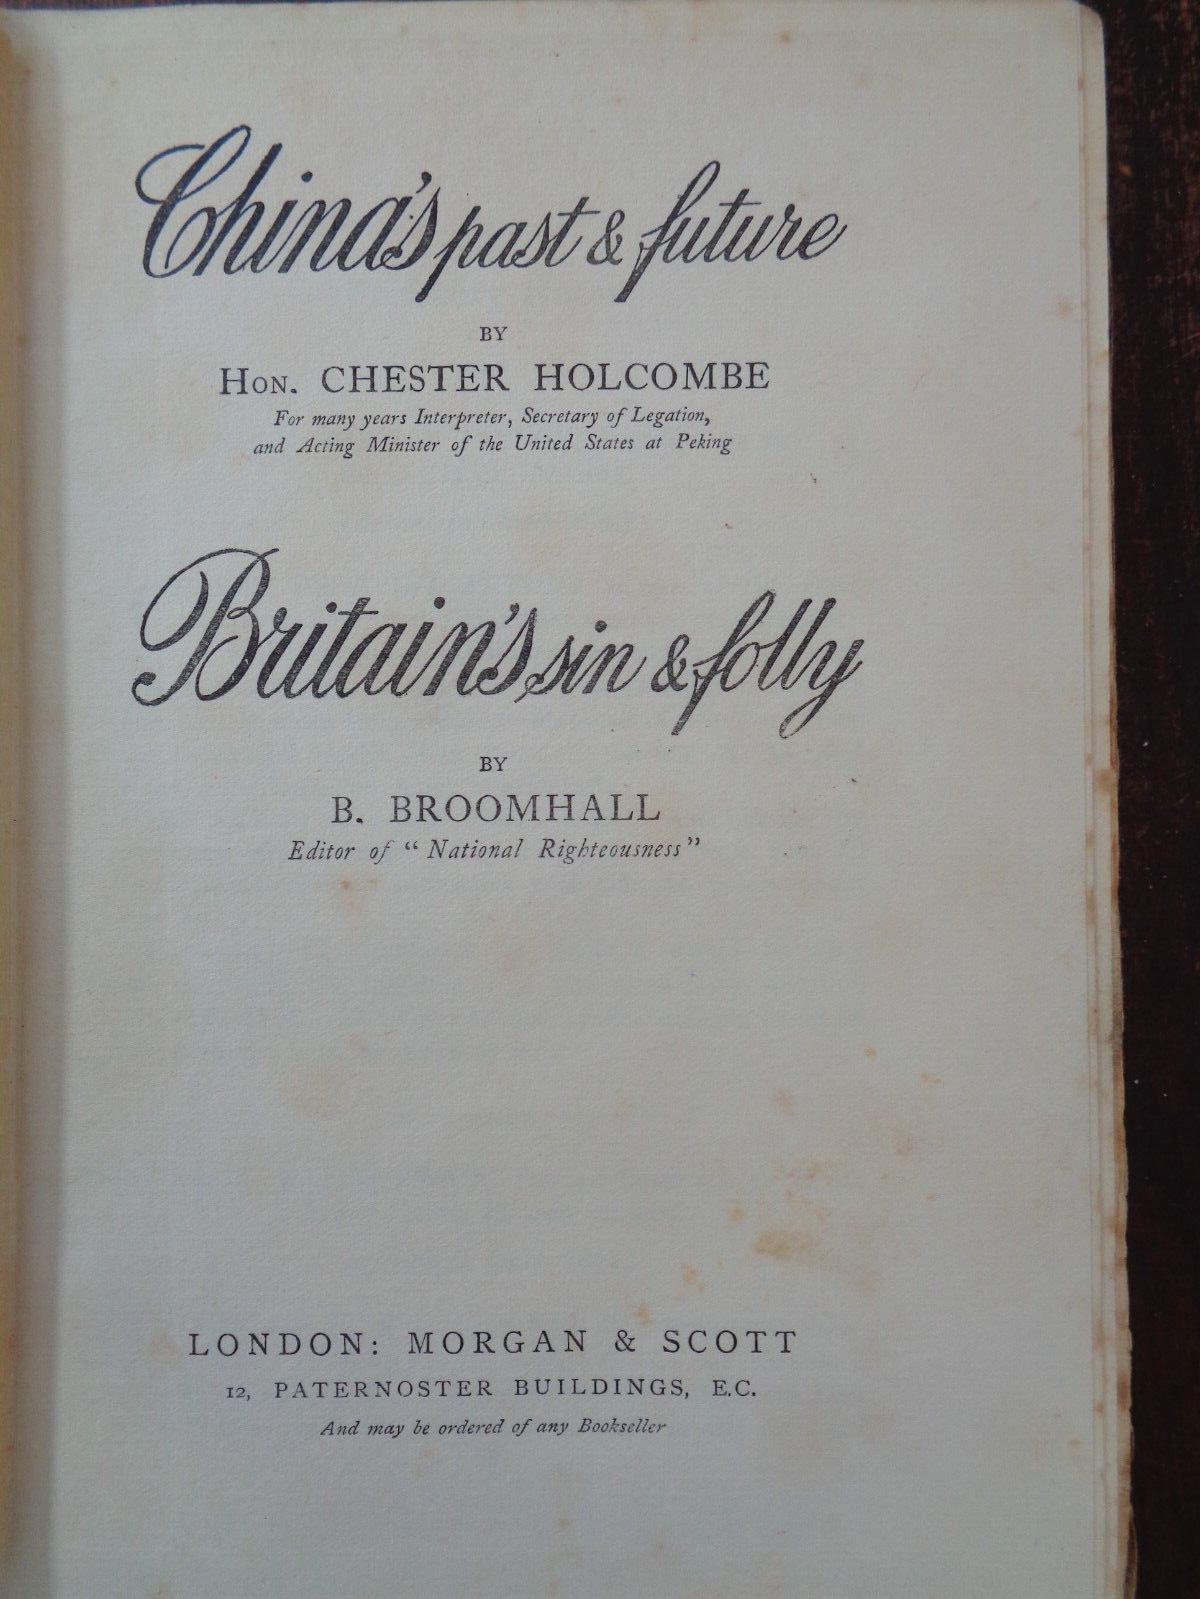 China's past & future
BY
HON. CHESTER HOLCOMBE
For many years Interpreter, Secretary of Legation,
and Acting Minister of the United States at Peking
Britain's sin & folly
BY
B. BROOMHALL
Editor of “National Righteousness”
LONDON: MORGAN & SCOTT
12, PATERNOSTER BUILDINGS, E.C.
And may be ordered of any Bookseller